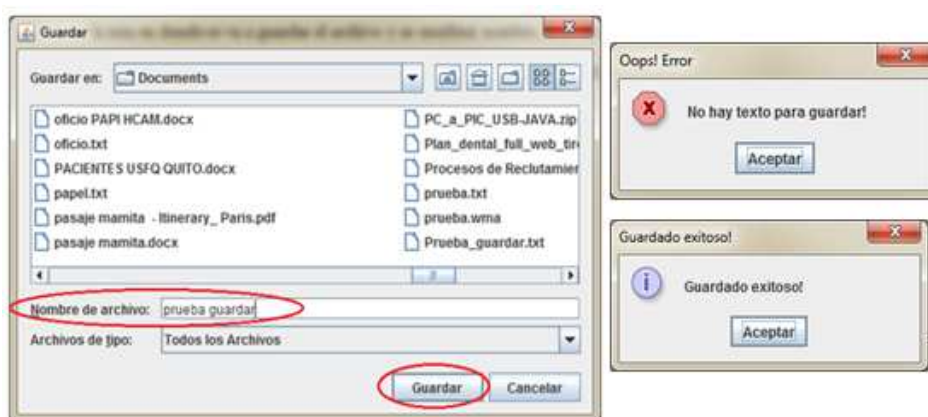 Guardar
Guardar en: Documents
oficio PAPI HCAM.docx
oficio.txt
PACIENTES USFQ QUITO.docx
papel.txt
pasaje mamita - Itinerary_ Paris.pdf
pasaje mamita.docx
PC_a_PIC_USB-JAVA.zip
Plan_dental_full_web_tir
Procesos de Reclutamier
prueba.txt
prueba.wma
Prueba_guardar.txt
Nombre de archivo: prueba guardar
Archivos de tipo: Todos los Archivos
Guardar Cancelar
Oops! Error
No hay texto para guardar!
Aceptar
Guardado exitoso!
Guardado exitoso!
Aceptar